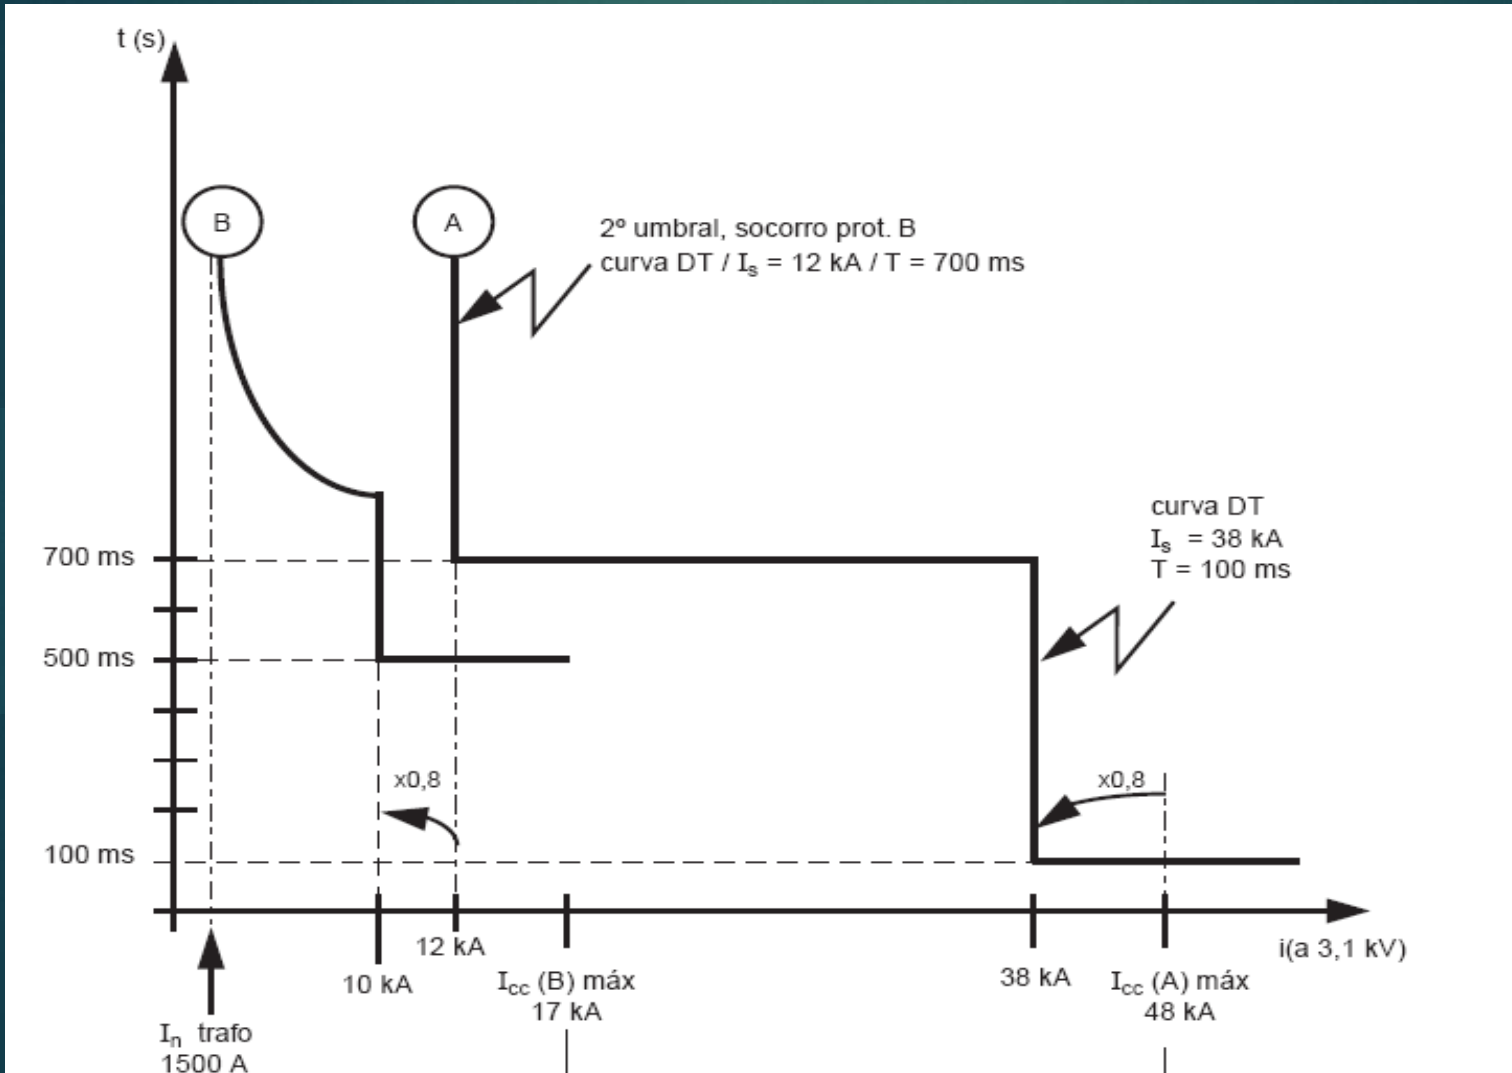 t (s)
B
A
2º umbral, socorro prot. B
curva DT / Is = 12 kA / T = 700 ms
curva DT
Is = 38 kA
T = 100 ms
700 ms
500 ms
x0,8
x0,8
100 ms
12 kA
i(a 3,1 kV)
10 kA
Icc (B) máx
17 kA
38 kA
Icc (A) máx
48 kA
In trafo
1500 A